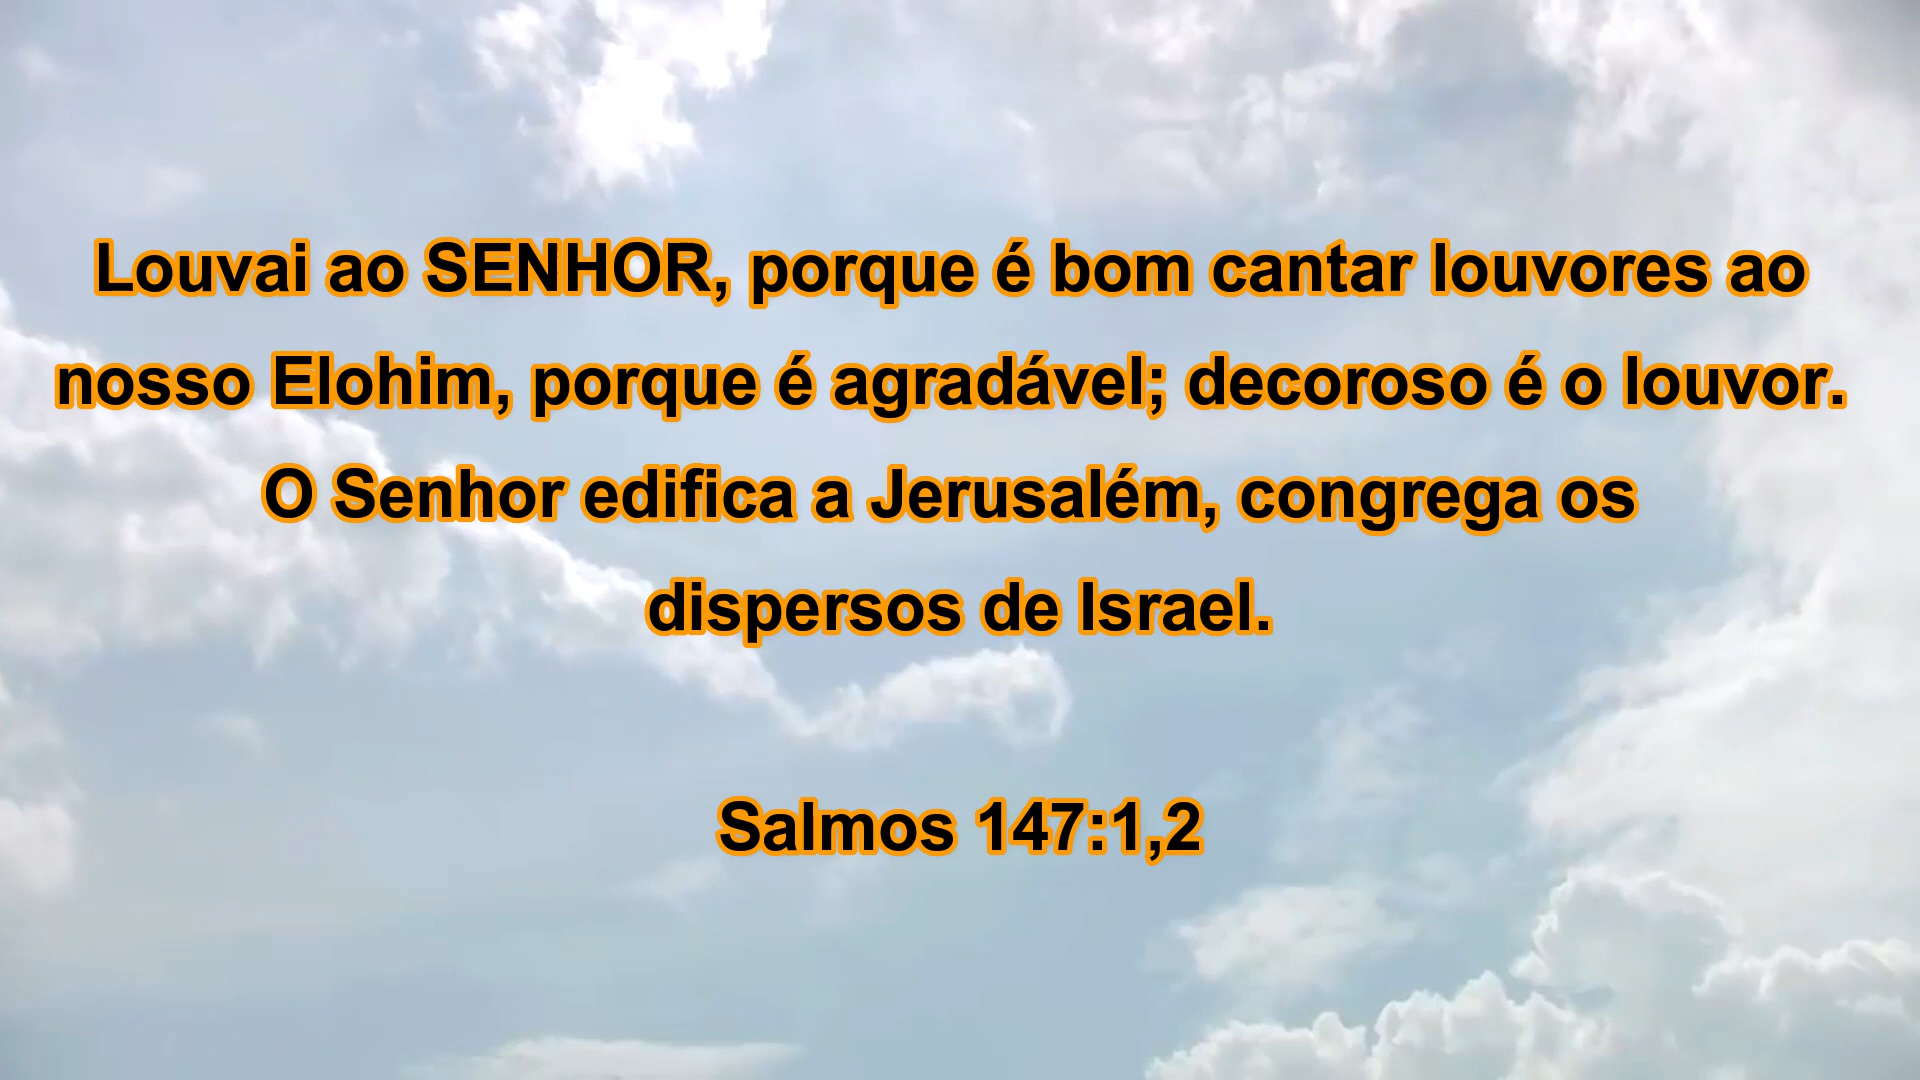 Louvai ao SENHOR, porque é bom cantar louvores ao
nosso Elohim, porque é agradável; decoroso é o louvor.
O Senhor edifica a Jerusalém, congrega os
dispersos de Israel.
Salmos 147:1,2